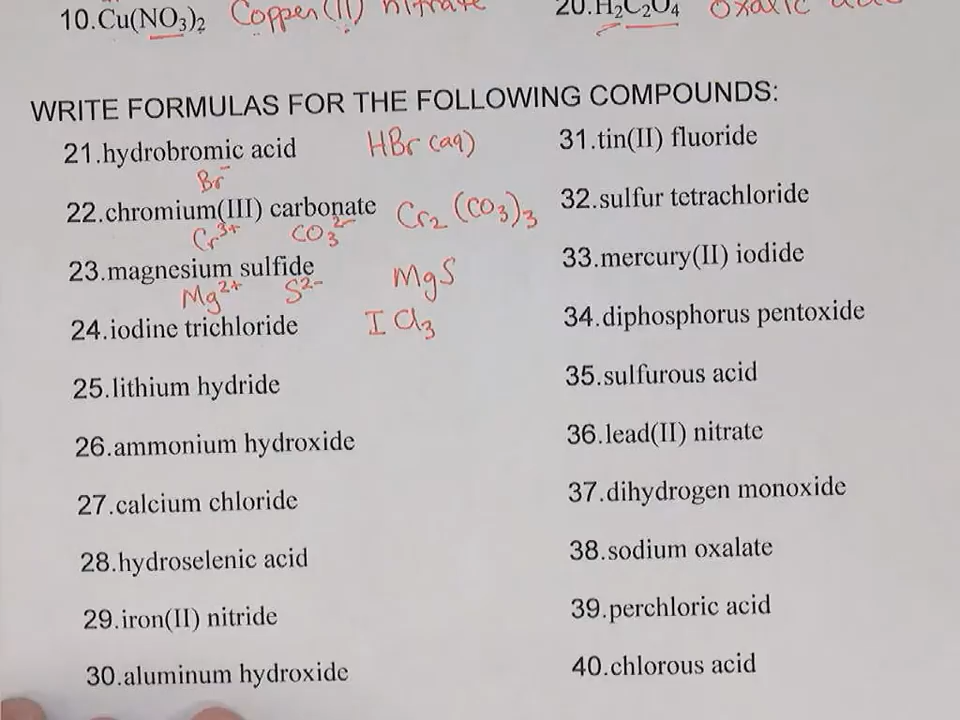 10.Cu(NO₃)₂ Copper(II) nitrate
20.H₂C₂O₄ oxalic acid
WRITE FORMULAS FOR THE FOLLOWING COMPOUNDS:
21.hydrobromic acid HBr (aq)
Br⁻
22.chromium(III) carbonate Cr₂(CO₃)₃
Cr³⁺ CO₃²⁻
23.magnesium sulfide MgS
Mg²⁺ S²⁻
24.iodine trichloride ICl₃
25.lithium hydride
26.ammonium hydroxide
27.calcium chloride
28.hydroselenic acid
29.iron(II) nitride
30.aluminum hydroxide
31.tin(II) fluoride
32.sulfur tetrachloride
33.mercury(II) iodide
34.diphosphorus pentoxide
35.sulfurous acid
36.lead(II) nitrate
37.dihydrogen monoxide
38.sodium oxalate
39.perchloric acid
40.chlorous acid